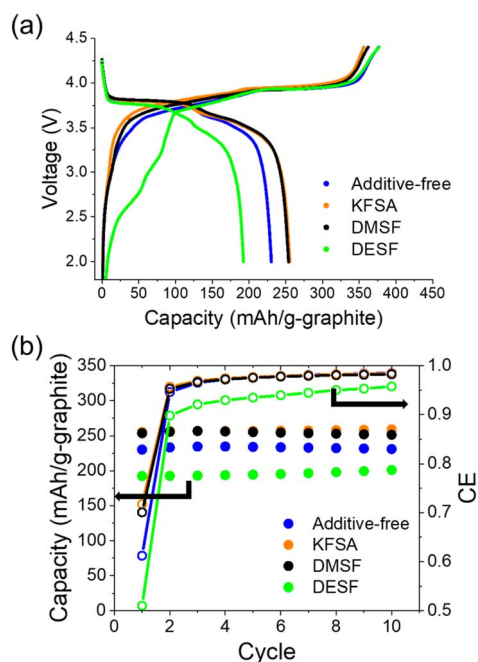 (a)
4.5
4.0
3.5
3.0
2.5
2.0
Voltage (V)
Additive-free
KFSA
DMSF
DESF
0 50 100 150 200 250 300 350 400 450
Capacity (mAh/g-graphite)
(b)
350
300
250
200
150
100
50
0
Capacity (mAh/g-graphite)
1.0
0.9
0.8
0.7
0.6
0.5
CE
Additive-free
KFSA
DMSF
DESF
0 2 4 6 8 10
Cycle